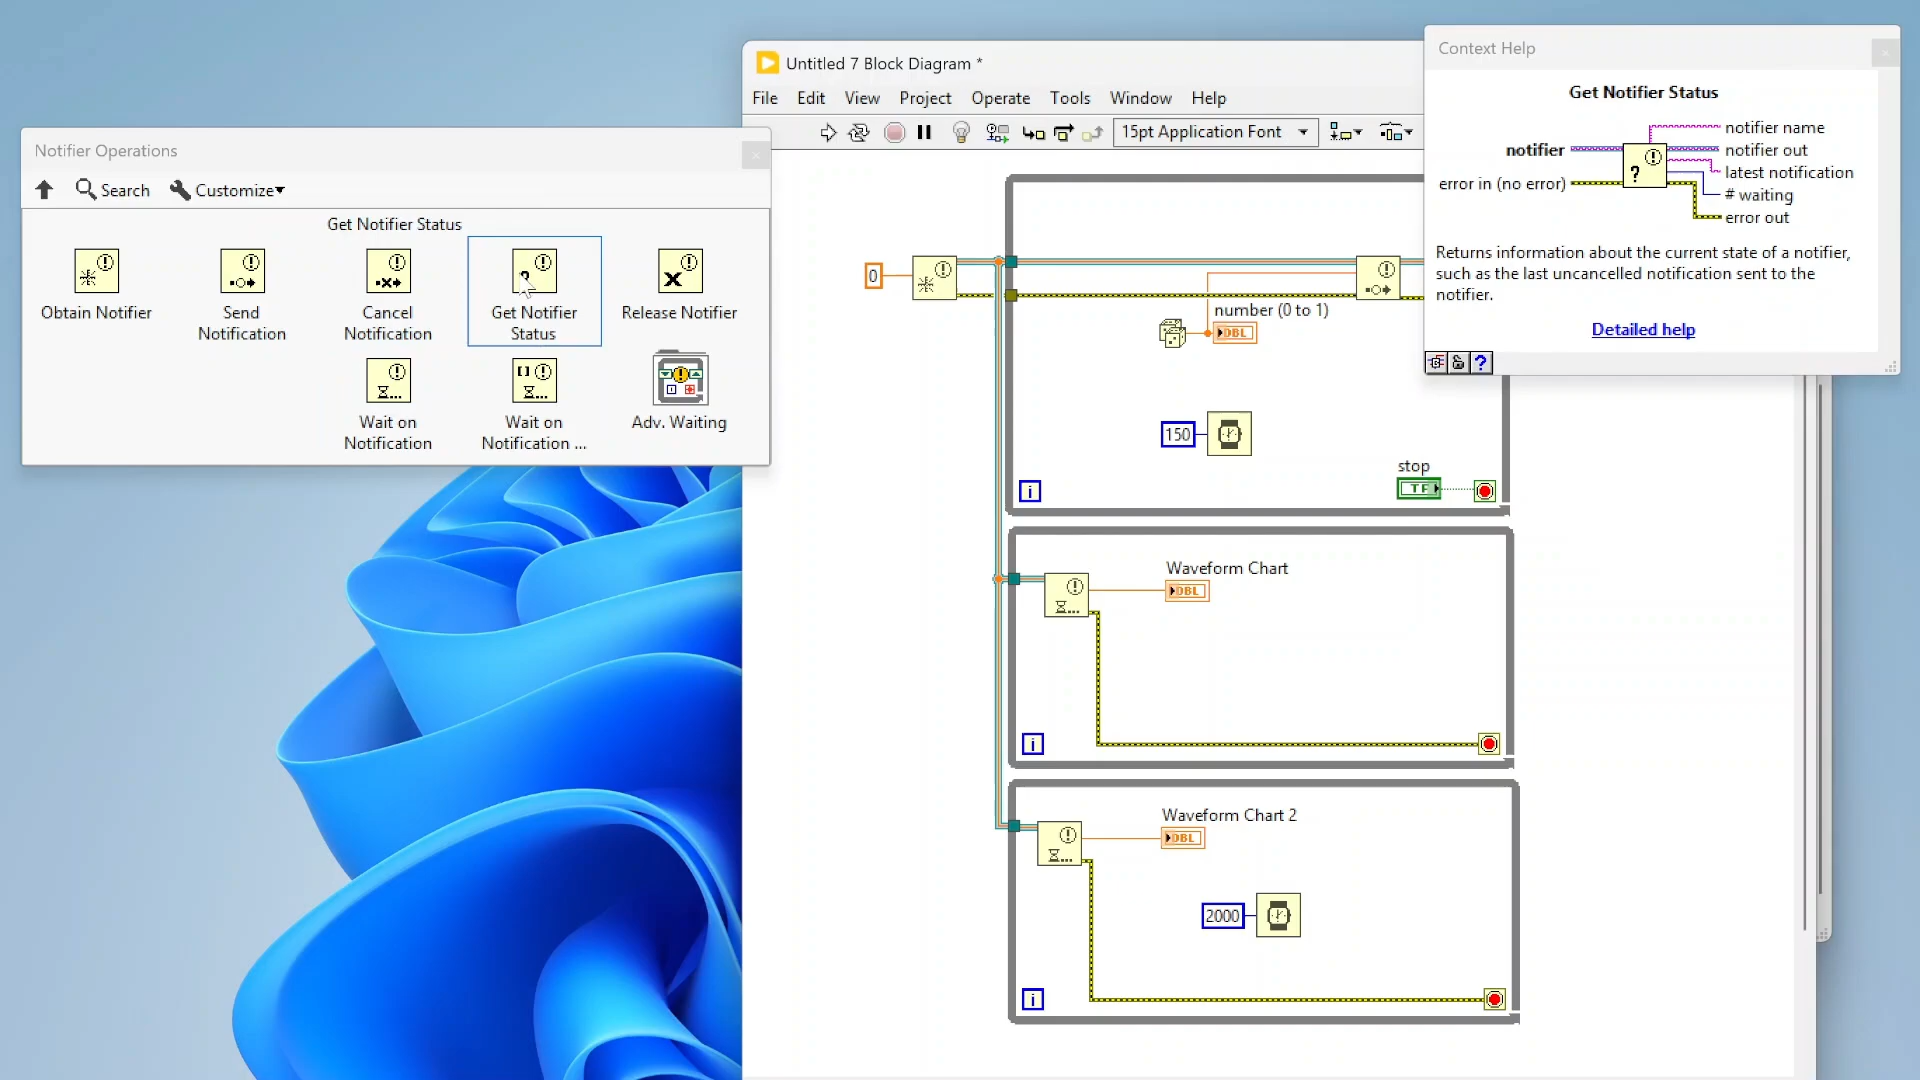 Untitled 7 Block Diagram *
File Edit View Project Operate Tools Window Help
15pt Application Font
Notifier Operations
Search Customize
Get Notifier Status
Obtain Notifier
Send
Notification
Cancel
Notification
Get Notifier
Status
Release Notifier
Wait on
Notification
Wait on
Notification ...
Adv. Waiting
Context Help
Get Notifier Status
notifier
error in (no error)
notifier name
notifier out
latest notification
# waiting
error out
Returns information about the current state of a notifier,
such as the last uncancelled notification sent to the
notifier.
Detailed help
0
number (0 to 1)
DBL
150
stop
TF
i
Waveform Chart
DBL
i
Waveform Chart 2
DBL
2000
i